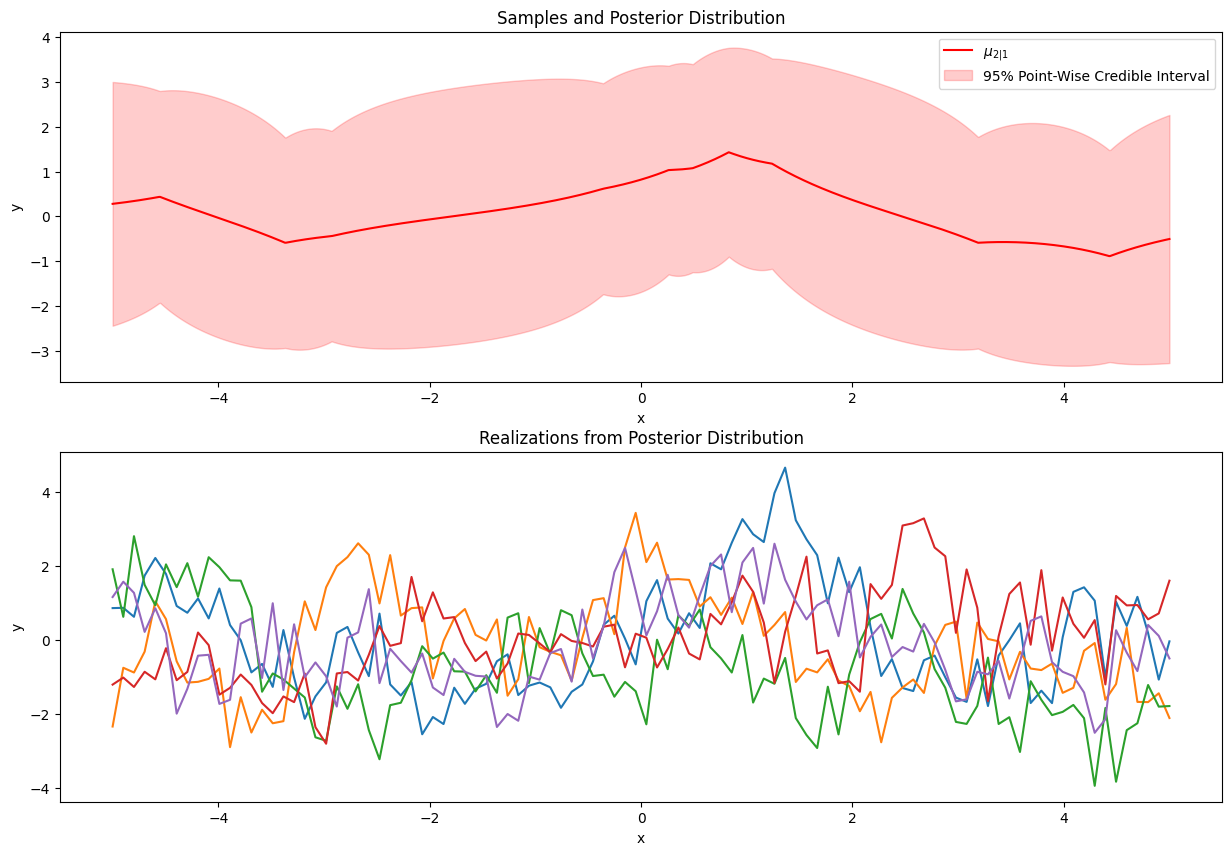 Samples and Posterior Distribution
4
3
2
1
0
−1
−2
−3
y
μ2|1
95% Point-Wise Credible Interval
−4 −2 0 2 4
x
Realizations from Posterior Distribution
4
2
0
−2
−4
y
−4 −2 0 2 4
x